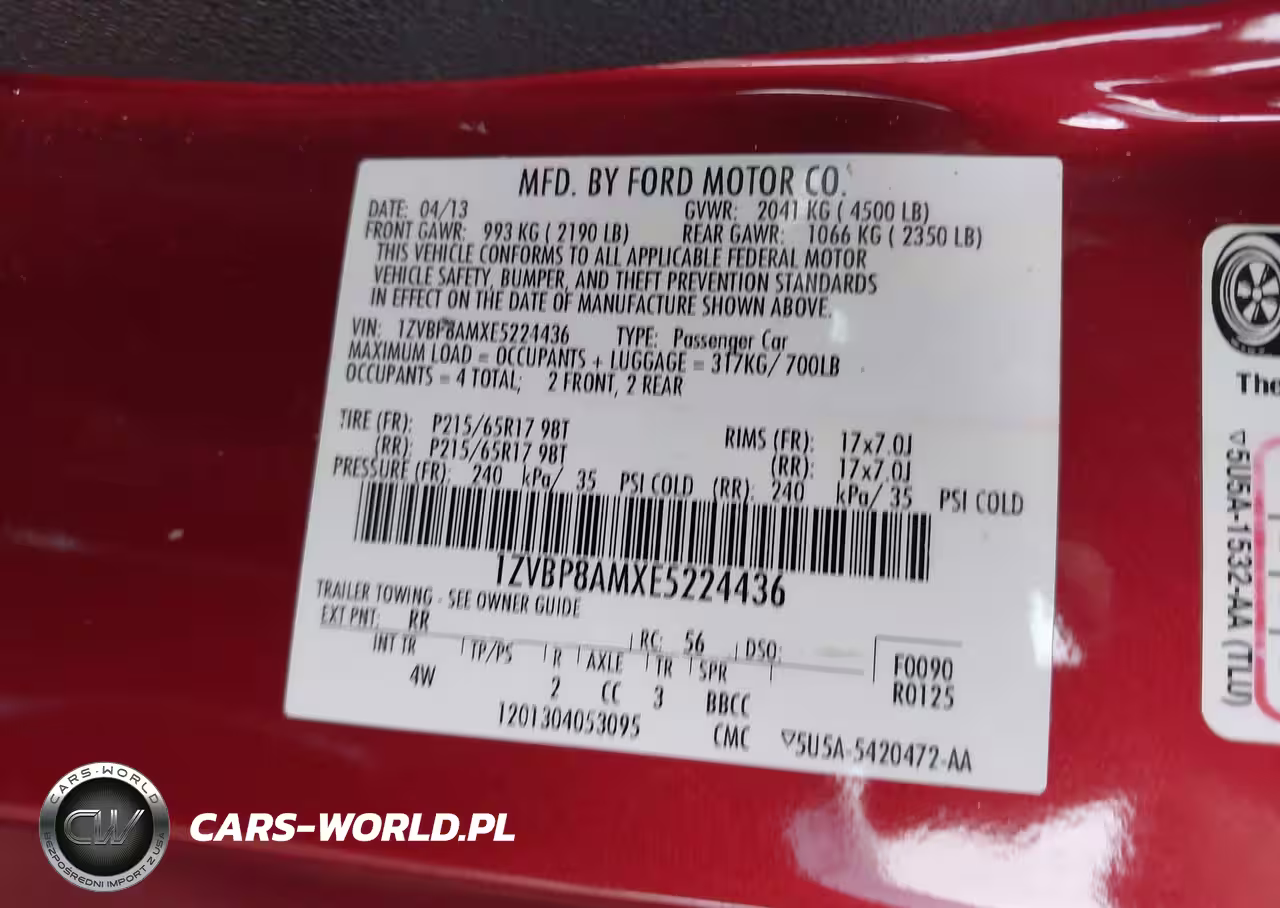 MFD. BY FORD MOTOR CO.
DATE: 04/13 GVWR: 2041 KG ( 4500 LB)
FRONT GAWR: 993 KG ( 2190 LB) REAR GAWR: 1066 KG ( 2350 LB)
THIS VEHICLE CONFORMS TO ALL APPLICABLE FEDERAL MOTOR
VEHICLE SAFETY, BUMPER, AND THEFT PREVENTION STANDARDS
IN EFFECT ON THE DATE OF MANUFACTURE SHOWN ABOVE.
VIN: 1ZVBP8AMXE5224436 TYPE: Passenger Car
MAXIMUM LOAD = OCCUPANTS + LUGGAGE = 317KG/ 700LB
OCCUPANTS = 4 TOTAL; 2 FRONT, 2 REAR
TIRE (FR): P215/65R17 98T RIMS (FR): 17x7.0J
(RR): P215/65R17 98T (RR): 17x7.0J
PRESSURE (FR): 240 kPa/ 35 PSI COLD (RR): 240 kPa/ 35 PSI COLD
1ZVBP8AMXE5224436
TRAILER TOWING - SEE OWNER GUIDE
EXT PNT: RR RC: 56 DSO:
INT TR TP/PS R AXLE TR SPR F0090
4W 2 CC 3 BBCC R0125
1201304053095 CMC ▽5U5A-5420472-AA
The
▽5U5A-1532-AA (TLU)
CARS-WORLD
CW
BEZPOŚREDNI IMPORT Z USA
CARS-WORLD.PL